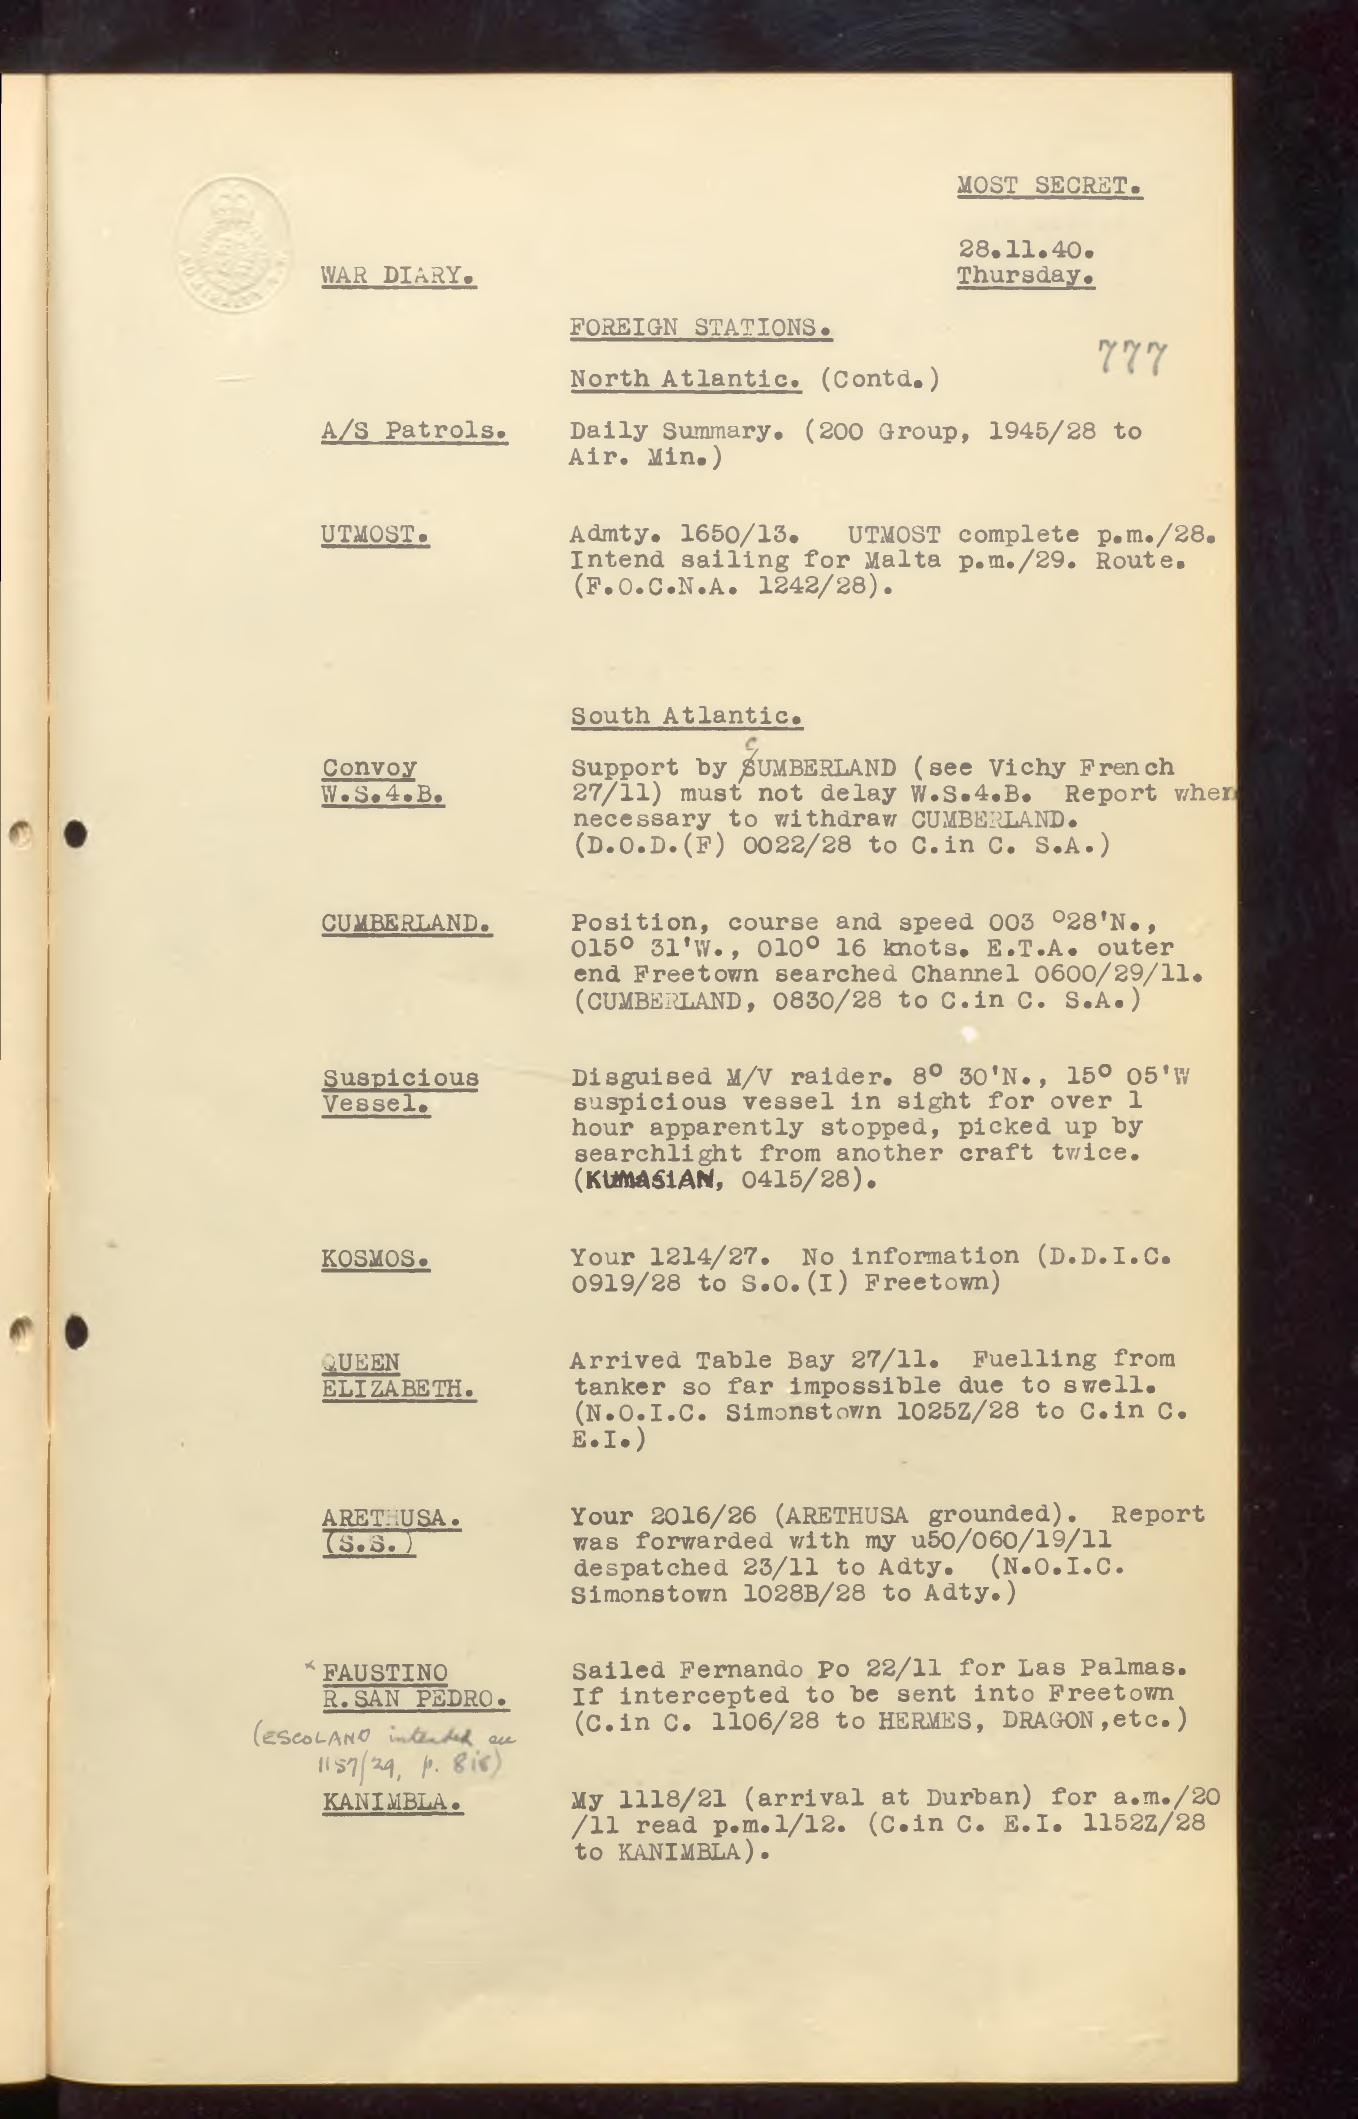 MOST SECRET.
28.11.40.
Thursday.
WAR DIARY.
FOREIGN STATIONS.
777
North Atlantic. (Contd.)
A/S Patrols.
Daily Summary. (200 Group, 1945/28 to
Air. Min.)
UTMOST.
Admty. 1650/13. UTMOST complete p.m./28.
Intend sailing for Malta p.m./29. Route.
(F.O.C.N.A. 1242/28).
South Atlantic.
Convoy
W.S.4.B.
Support by CUMBERLAND (see Vichy French
27/11) must not delay W.S.4.B. Report when
necessary to withdraw CUMBERLAND.
(D.O.D.(F) 0022/28 to C.in C. S.A.)
CUMBERLAND.
Position, course and speed 003 °28'N.,
015° 31'W., 010° 16 knots. E.T.A. outer
end Freetown searched Channel 0600/29/11.
(CUMBERLAND, 0830/28 to C.in C. S.A.)
Suspicious
Vessel.
Disguised M/V raider. 8° 30'N., 15° 05'W
suspicious vessel in sight for over 1
hour apparently stopped, picked up by
searchlight from another craft twice.
(KUMASIAN, 0415/28).
KOSMOS.
Your 1214/27. No information (D.D.I.C.
0919/28 to S.O.(I) Freetown)
QUEEN
ELIZABETH.
Arrived Table Bay 27/11. Fuelling from
tanker so far impossible due to swell.
(N.O.I.C. Simonstown 1025Z/28 to C.in C.
E.I.)
ARETHUSA.
(S.S.)
Your 2016/26 (ARETHUSA grounded). Report
was forwarded with my u50/060/19/11
despatched 23/11 to Adty. (N.O.I.C.
Simonstown 1028B/28 to Adty.)
x FAUSTINO
R.SAN PEDRO.
(ESCOLANO intended see
1157/29, p. 818)
Sailed Fernando Po 22/11 for Las Palmas.
If intercepted to be sent into Freetown
(C.in C. 1106/28 to HERMES, DRAGON,etc.)
KANIMBLA.
My 1118/21 (arrival at Durban) for a.m./20
/11 read p.m.1/12. (C.in C. E.I. 1152Z/28
to KANIMBLA).